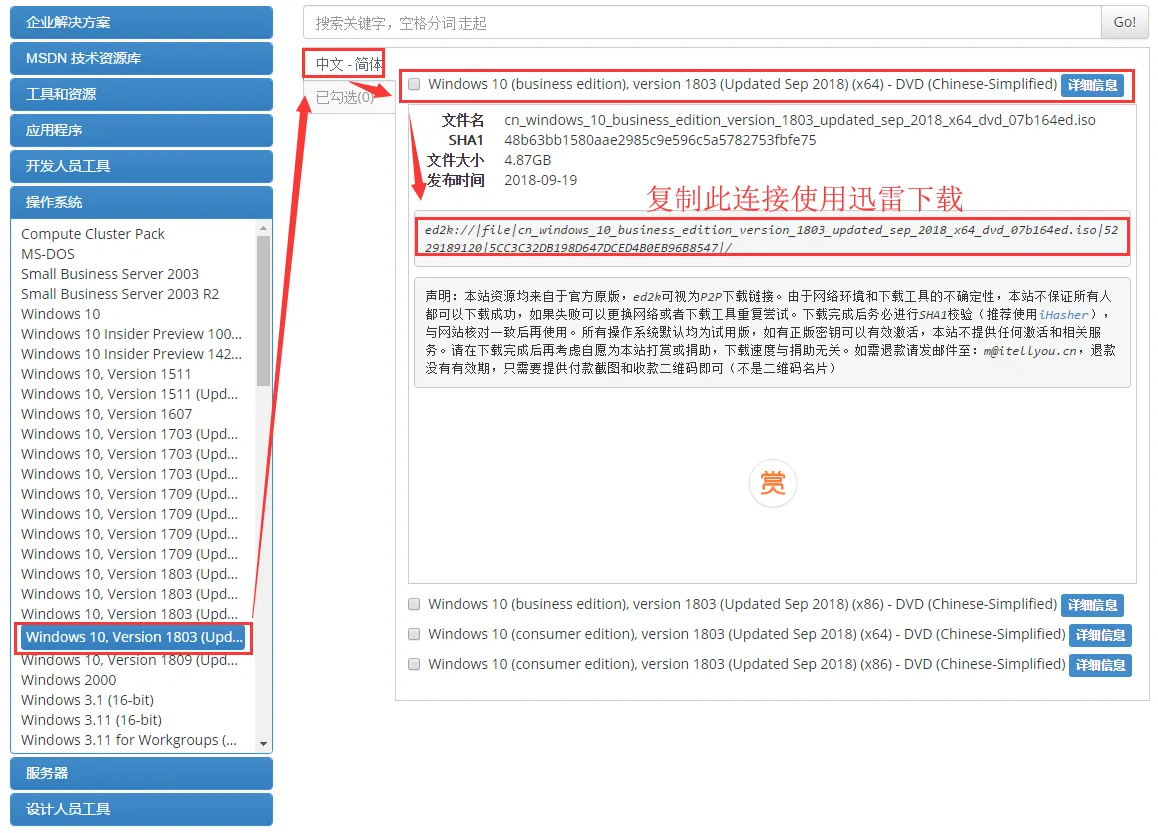 企业解决方案
MSDN 技术资源库
工具和资源
应用程序
开发人员工具
操作系统
Compute Cluster Pack
MS-DOS
Small Business Server 2003
Small Business Server 2003 R2
Windows 10
Windows 10 Insider Preview 100...
Windows 10 Insider Preview 142...
Windows 10, Version 1511
Windows 10, Version 1511 (Upd...
Windows 10, Version 1607
Windows 10, Version 1703 (Upd...
Windows 10, Version 1703 (Upd...
Windows 10, Version 1703 (Upd...
Windows 10, Version 1709 (Upd...
Windows 10, Version 1709 (Upd...
Windows 10, Version 1709 (Upd...
Windows 10, Version 1709 (Upd...
Windows 10, Version 1803 (Upd...
Windows 10, Version 1803 (Upd...
Windows 10, Version 1803 (Upd...
Windows 10, Version 1803 (Upd...
Windows 10, Version 1809 (Upd...
Windows 2000
Windows 3.1 (16-bit)
Windows 3.11 (16-bit)
Windows 3.11 for Workgroups (...
服务器
设计人员工具
搜索关键字，空格分词 走起
Go!
中文 - 简体
已勾选(0)
Windows 10 (business edition), version 1803 (Updated Sep 2018) (x64) - DVD (Chinese-Simplified) 详细信息
文件名 cn_windows_10_business_edition_version_1803_updated_sep_2018_x64_dvd_07b164ed.iso
SHA1 48b63bb1580aae2985c9e596c5a5782753fbfe75
文件大小 4.87GB
发布时间 2018-09-19
复制此连接使用迅雷下载
ed2k://|file|cn_windows_10_business_edition_version_1803_updated_sep_2018_x64_dvd_07b164ed.iso|52
29189120|5CC3C32DB198D647DCED4B0EB96B8547|/
声明：本站资源均来自于官方原版，ed2k可视为P2P下载链接。由于网络环境和下载工具的不确定性，本站不保证所有人
都可以下载成功，如果失败可以更换网络或者下载工具重复尝试。下载完成后务必进行SHA1校验（推荐使用iHasher），
与网站核对一致后再使用。所有操作系统默认均为试用版，如有正版密钥可以有效激活，本站不提供任何激活和相关服
务。请在下载完成后再考虑自愿为本站打赏或捐助，下载速度与捐助无关。如需退款请发邮件至：m@itellyou.cn，退款
没有有效期，只需要提供付款截图和收款二维码即可（不是二维码名片）
赏
Windows 10 (business edition), version 1803 (Updated Sep 2018) (x86) - DVD (Chinese-Simplified) 详细信息
Windows 10 (consumer edition), version 1803 (Updated Sep 2018) (x64) - DVD (Chinese-Simplified) 详细信息
Windows 10 (consumer edition), version 1803 (Updated Sep 2018) (x86) - DVD (Chinese-Simplified) 详细信息